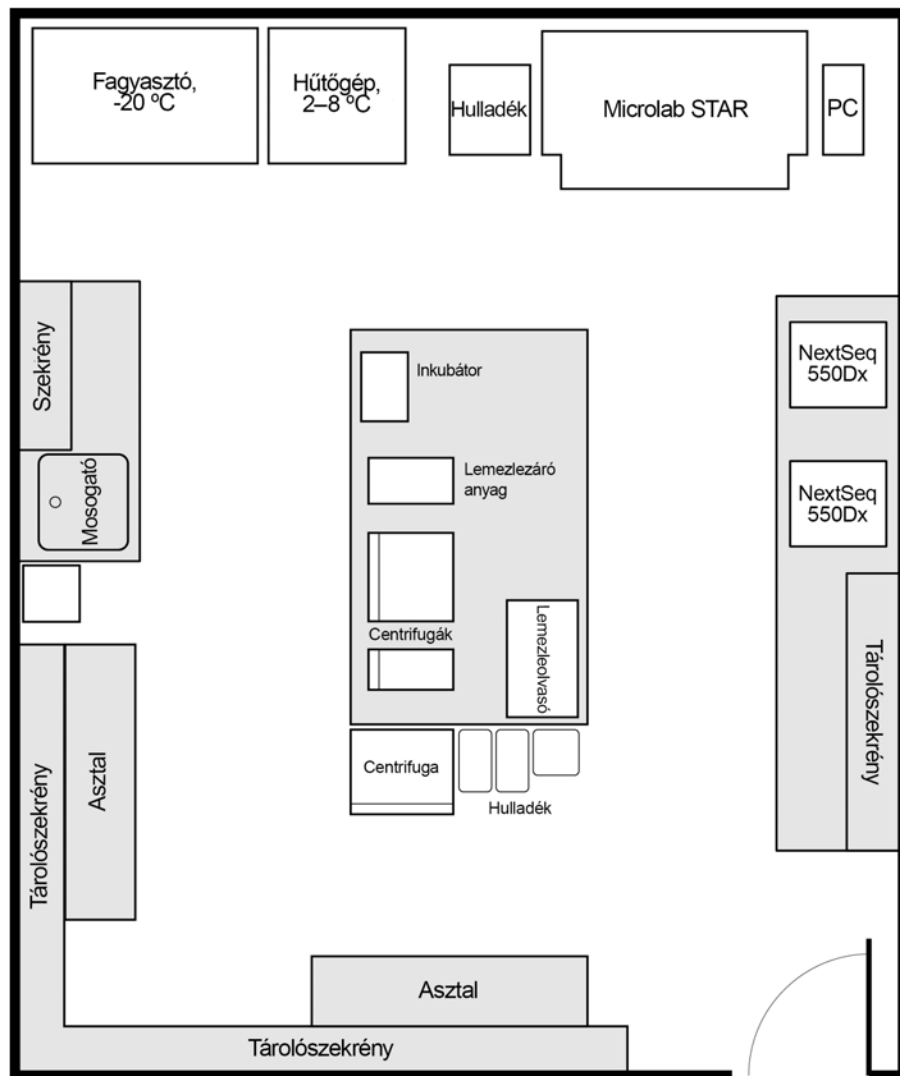 Fagyasztó,
-20 ºC
Hűtőgép,
2–8 ºC
Hulladék
Microlab STAR
PC
Szekrény
Mosogató
Inkubátor
Lemezlezáró
anyag
Centrifugák
Lemezleolvasó
Centrifuga
Hulladék
NextSeq
550Dx
NextSeq
550Dx
Tárolószekrény
Tárolószekrény
Asztal
Asztal
Tárolószekrény